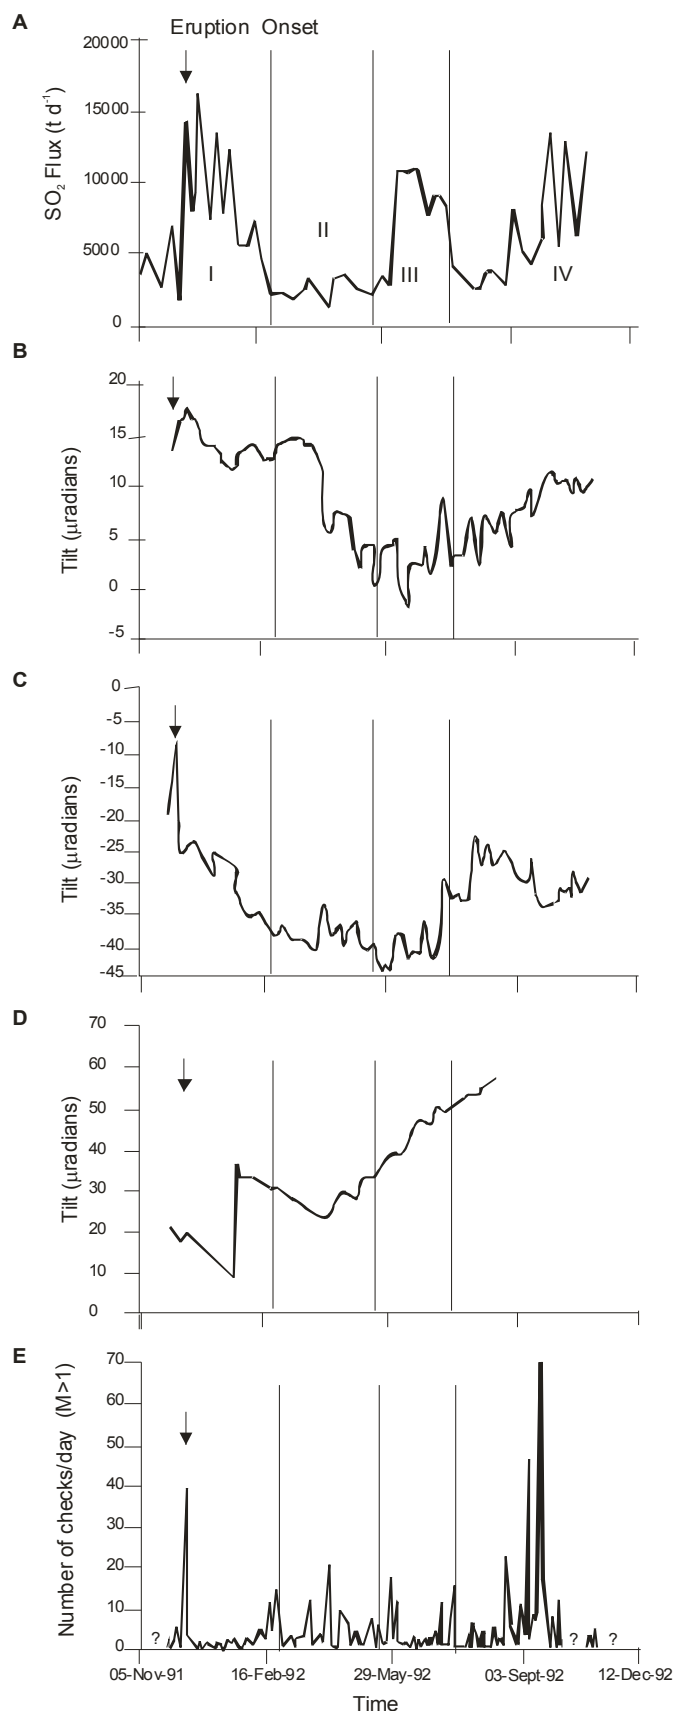 A
Eruption Onset
20000
15000
10000
5000
0
SO2 Flux (t d-1)
I
II
III
IV
B
20
15
10
5
0
-5
Tilt (μradians)
C
0
-5
-10
-15
-20
-25
-30
-35
-40
-45
Tilt (μradians)
D
70
60
50
40
30
20
10
0
Tilt (μradians)
E
70
60
50
40
30
20
10
0
Number of checks/day (M>1)
? ? ?
05-Nov-91 16-Feb-92 29-May-92 03-Sept-92 12-Dec-92
Time